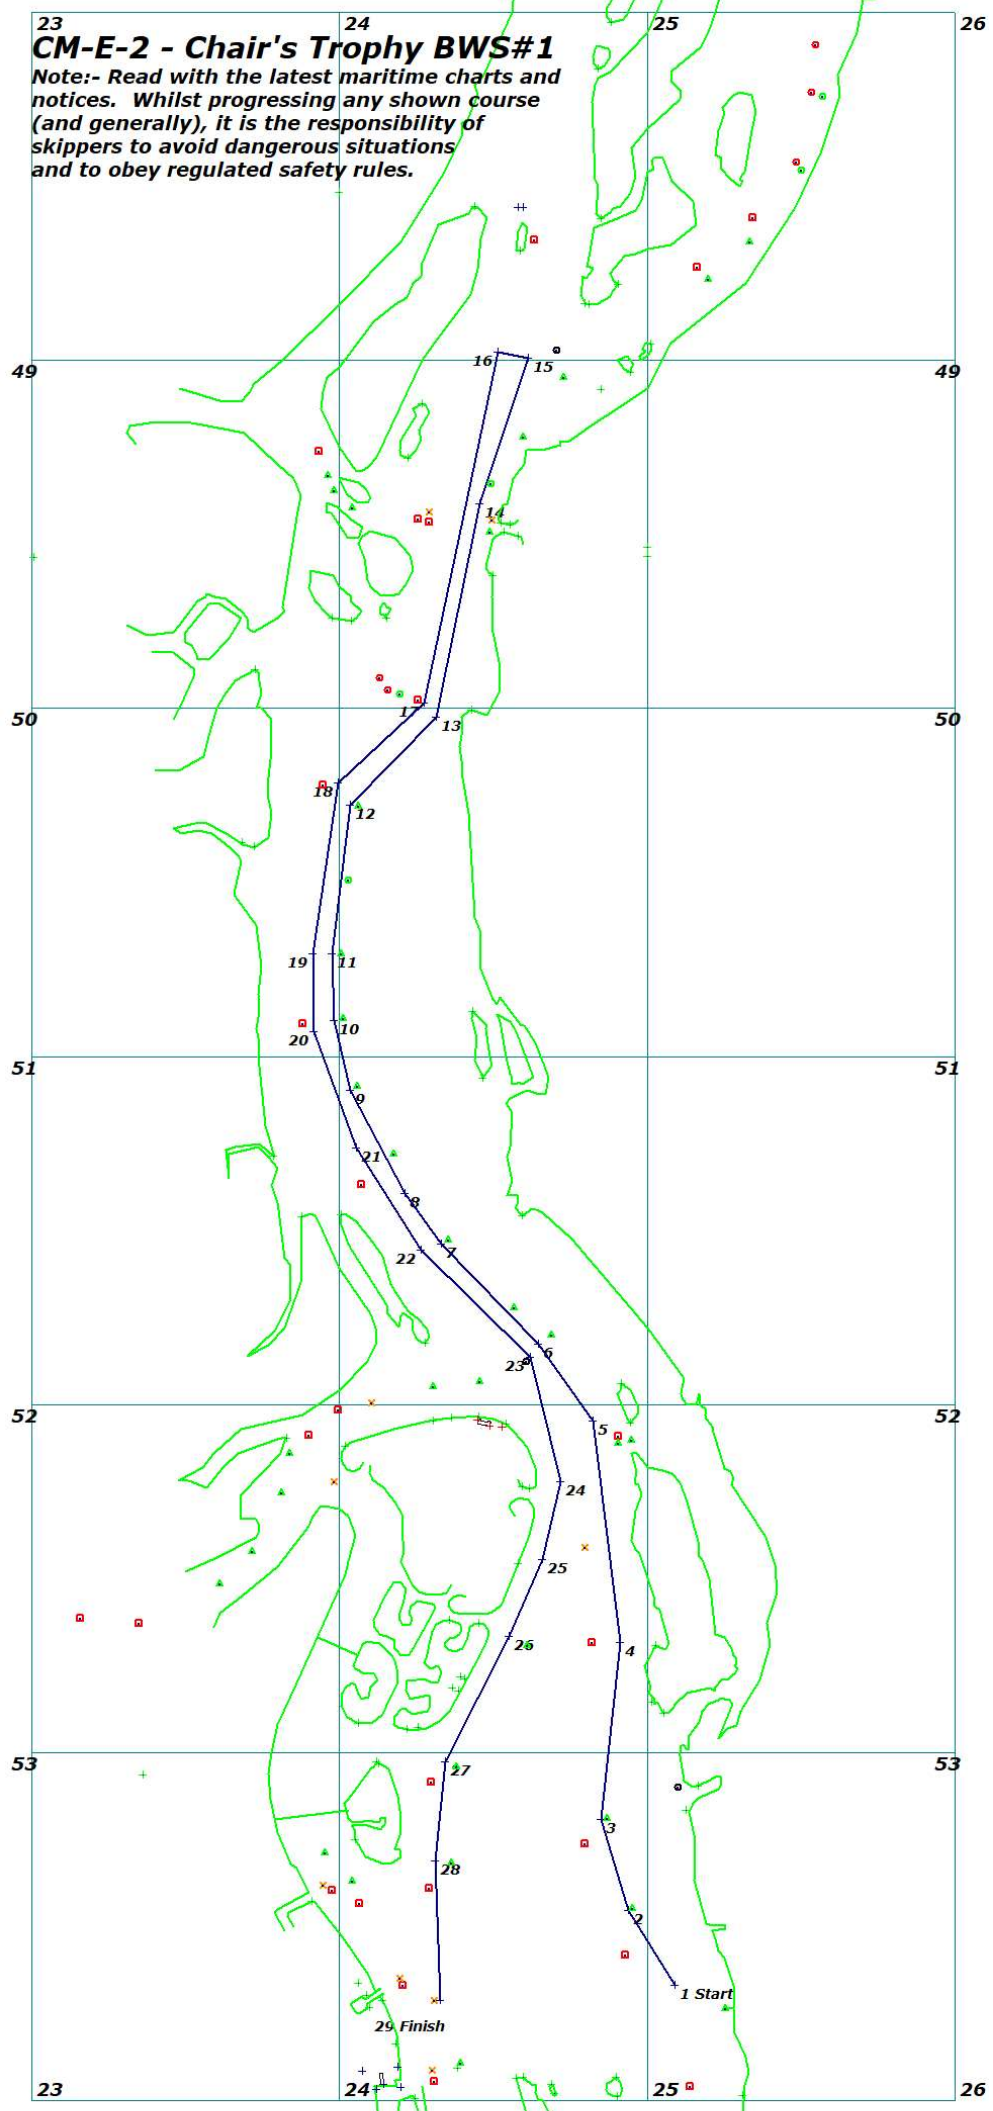 23 24 25 26
CM-E-2 - Chair's Trophy BWS#1
Note:- Read with the latest maritime charts and
notices.  Whilst progressing any shown course
(and generally), it is the responsibility of
skippers to avoid dangerous situations
and to obey regulated safety rules.
16 15
49 49
14
17
50 13 50
18
12
19 11
10
20
51 51
9
21
8
7
22
6
23
52 52
5
24
25
26 4
53 27 53
3
28
2
1 Start
29 Finish
23 24 25 26